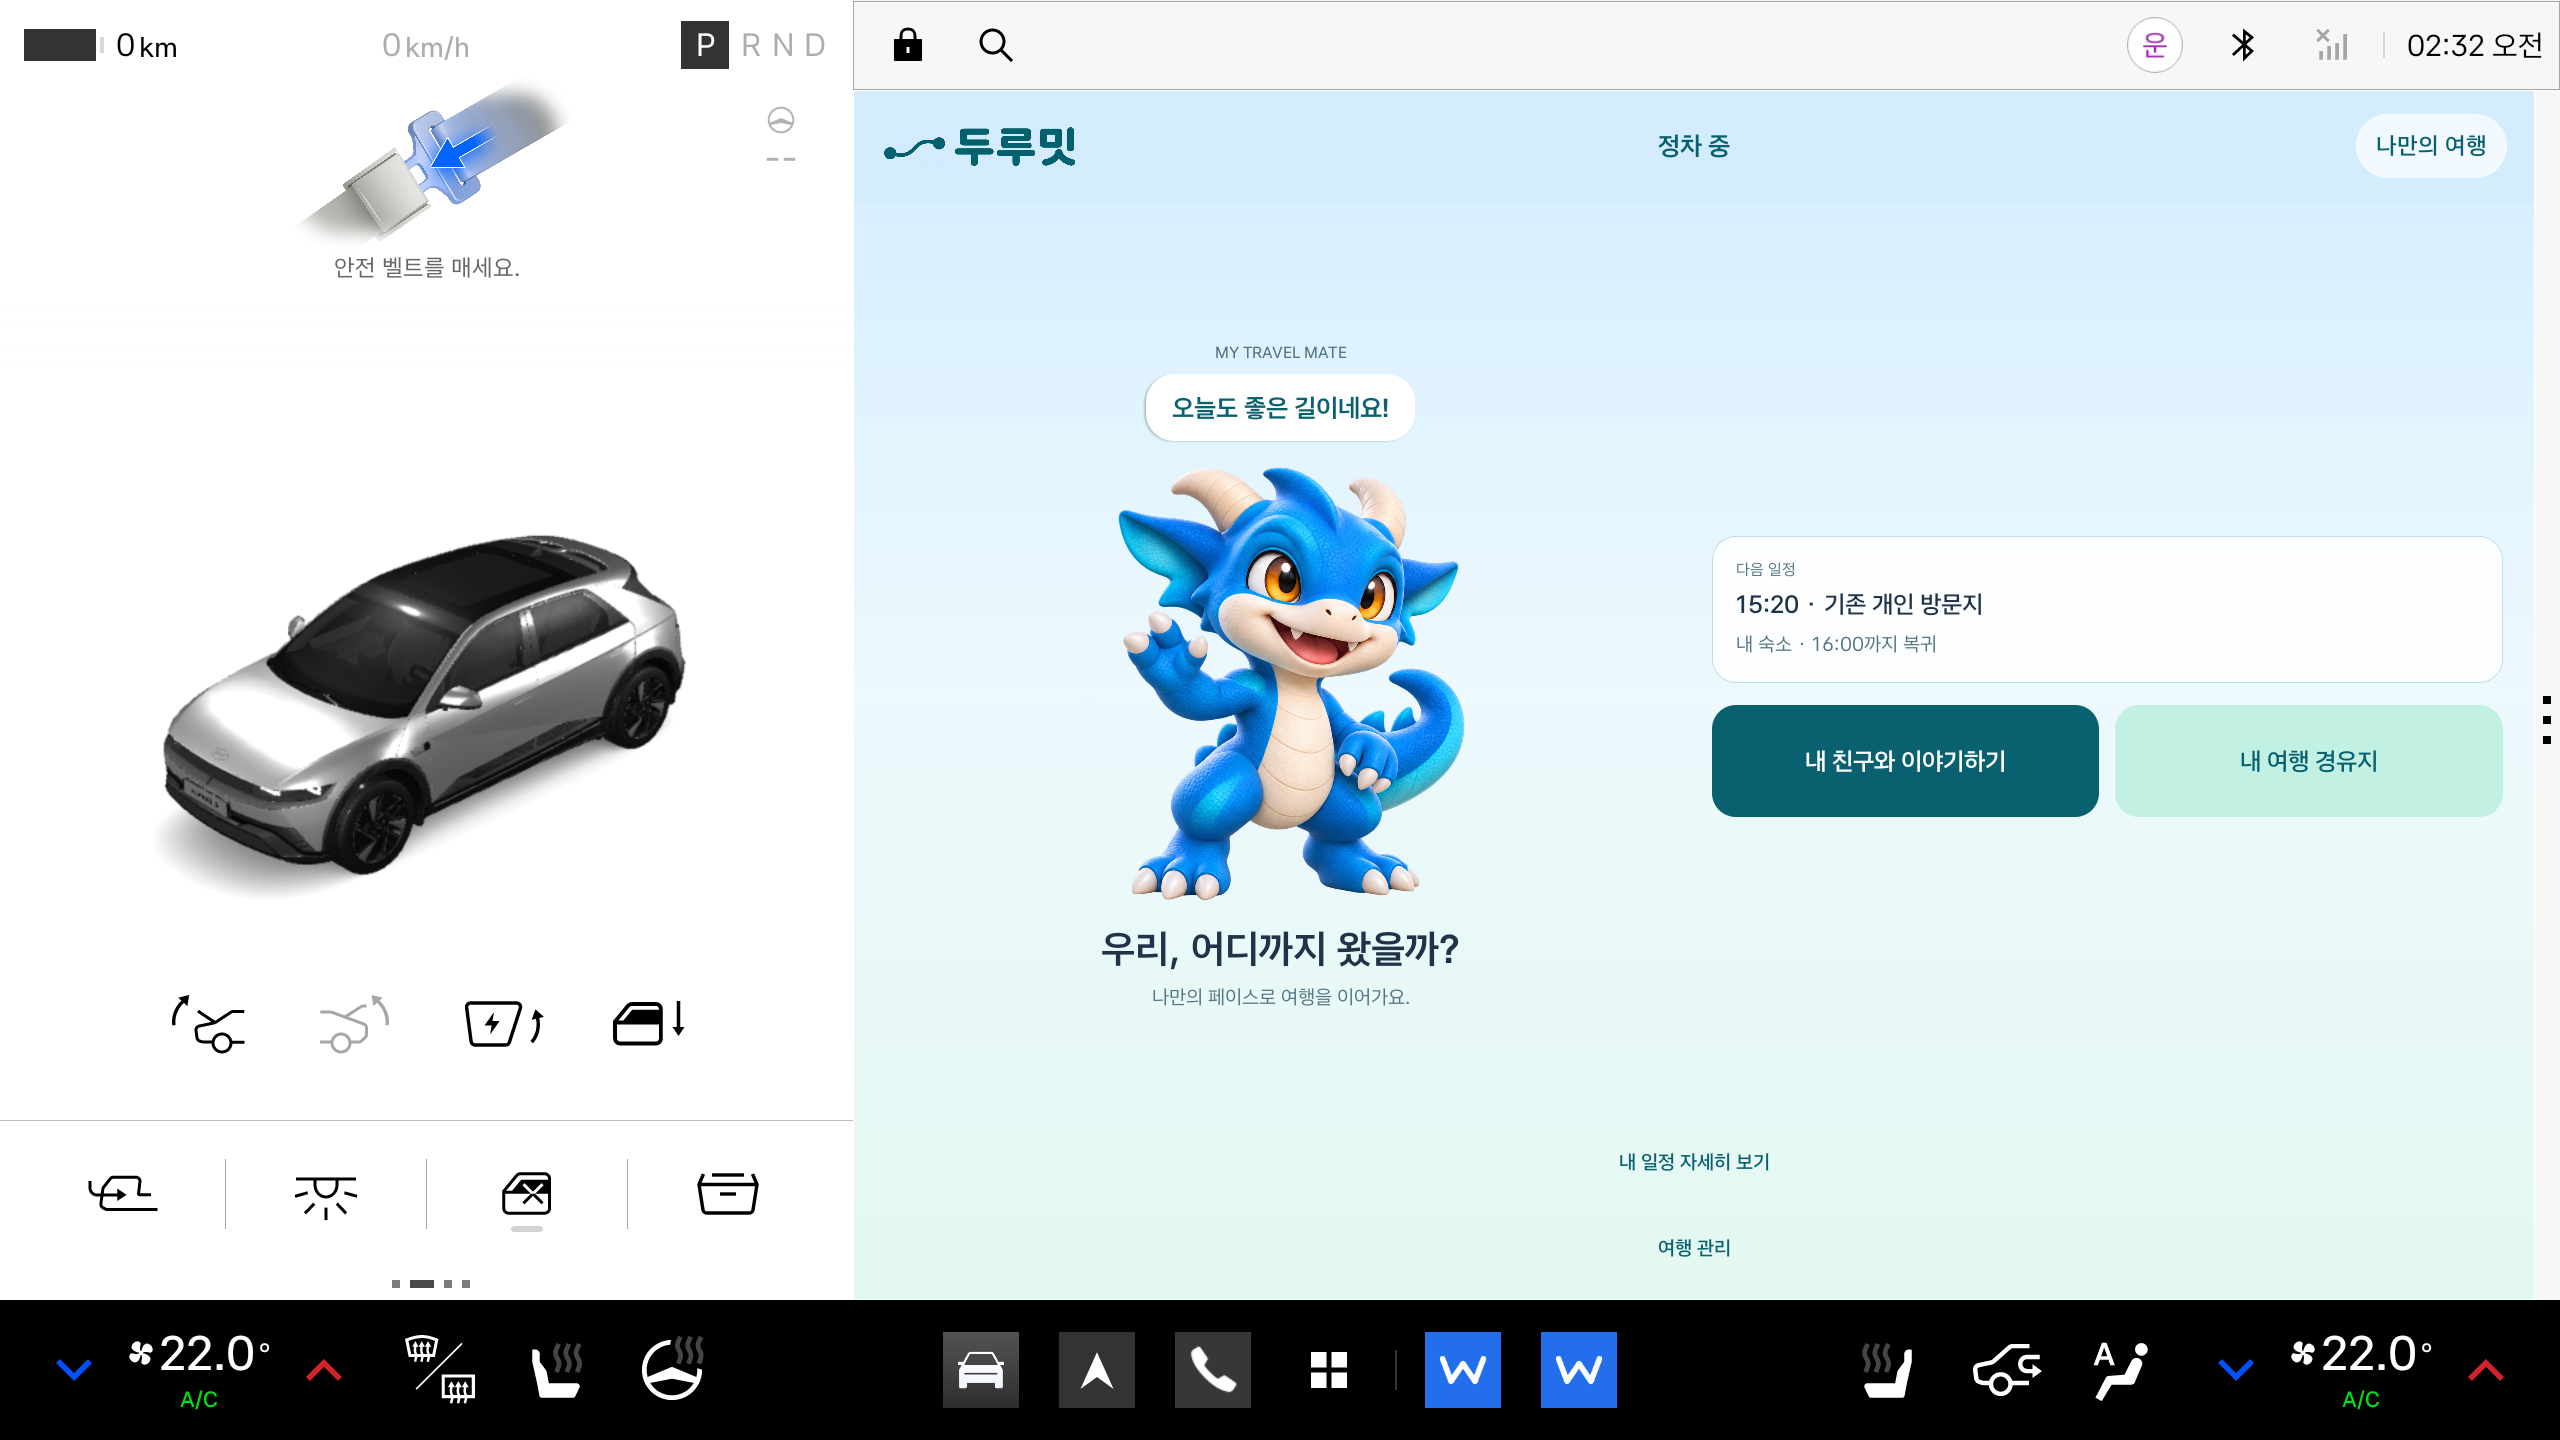 0 km
0 km/h
P R N D
운
02:32 오전
안전 벨트를 매세요.
두루밋
정차 중
나만의 여행
MY TRAVEL MATE
오늘도 좋은 길이네요!
다음 일정
15:20 · 기존 개인 방문지
내 숙소 · 16:00까지 복귀
내 친구와 이야기하기
내 여행 경유지
우리, 어디까지 왔을까?
나만의 페이스로 여행을 이어가요.
내 일정 자세히 보기
여행 관리
22.0°
A/C
A
22.0°
A/C